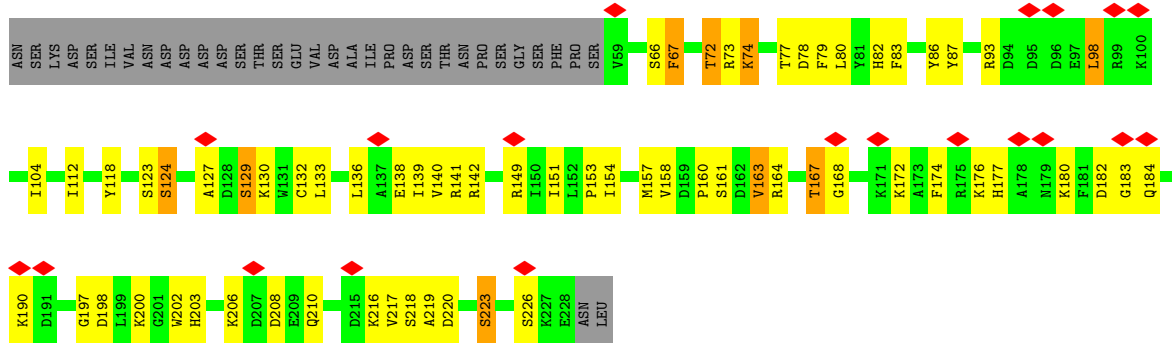 ASN SER LYS ASP SER ILE VAL ASN ASP ASP ASP ASP SER THR SER GLU VAL ASP ALA ILE PRO ASP SER THR ASN PRO SER GLY SER PHE PRO SER V59 S66 F67 T72 R73 K74 T77 D78 F79 L80 Y81 H82 F83 Y86 Y87 R93 D94 D95 D96 E97 L98 R99 K100
I104 I112 Y118 S123 S124 A127 D128 S129 K130 W131 C132 L133 L136 A137 E138 I139 V140 R141 R142 R149 I150 I151 L152 P153 I154 M157 V158 D159 P160 S161 D162 V163 R164 T167 G168 K171 K172 A173 F174 R175 K176 H177 A178 N179 K180 F181 D182 G183 Q184
K190 D191 G197 D198 L199 K200 G201 W202 H203 K206 D207 D208 E209 Q210 D215 K216 V217 S218 A219 D220 S223 S226 K227 E228 ASN LEU